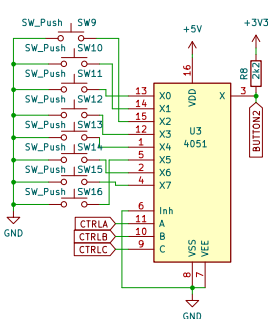 SW_Push SW9
SW_Push SW10
SW_Push SW11
SW_Push SW12
SW_Push SW13
SW_Push SW14
SW_Push SW15
SW_Push SW16
GND
+5V
+3V3
R8
2k2
BUTTON2
16
VDD
U3
4051
X 3
13 X0
14 X1
15 X2
12 X3
1 X4
5 X5
2 X6
4 X7
6 Inh
CTRLA 11 A
CTRLB 10 B
CTRLC 9 C
VSS
VEE
8
7
GND